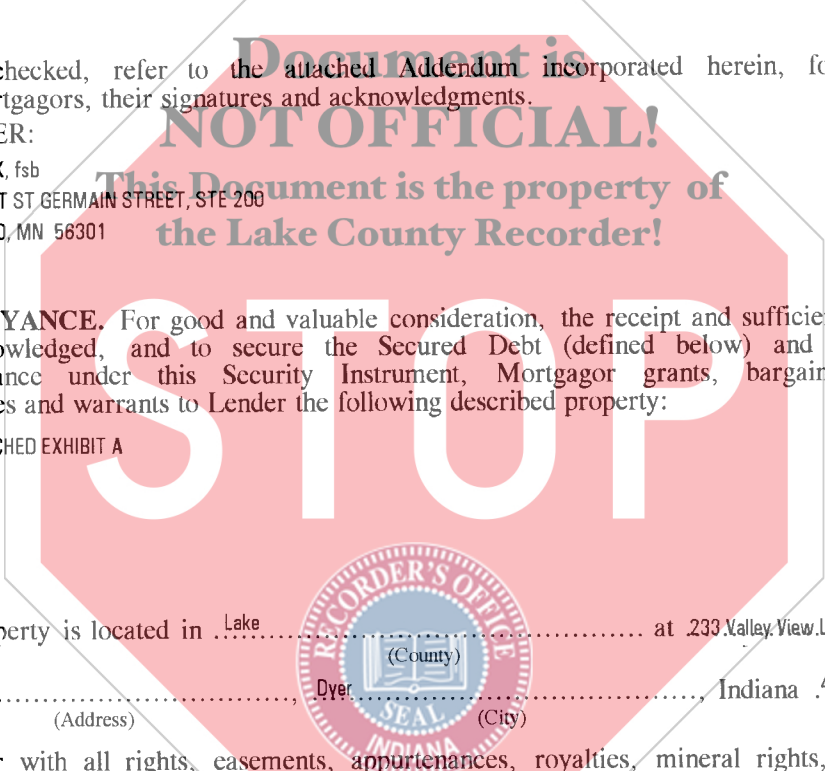 Document is
checked, refer to the attached Addendum incorporated herein, fo
rtgagors, their signatures and acknowledgments.
NOT OFFICIAL!
ER:
, fsb
This Document is the property of
T ST GERMAIN STREET, STE 200
the Lake County Recorder!
, MN 56301
YANCE. For good and valuable consideration, the receipt and sufficie
owledged, and to secure the Secured Debt (defined below) and
ance under this Security Instrument, Mortgagor grants, bargain
es and warrants to Lender the following described property:
CHED EXHIBIT A
STOP
RECORDER'S OFFICE
perty is located in Lake at 233 Valley View L
(County)
Dyer, Indiana
(Address) (City)
SEAL
INDIANA
r with all rights, easements, appurtenances, royalties, mineral rights,